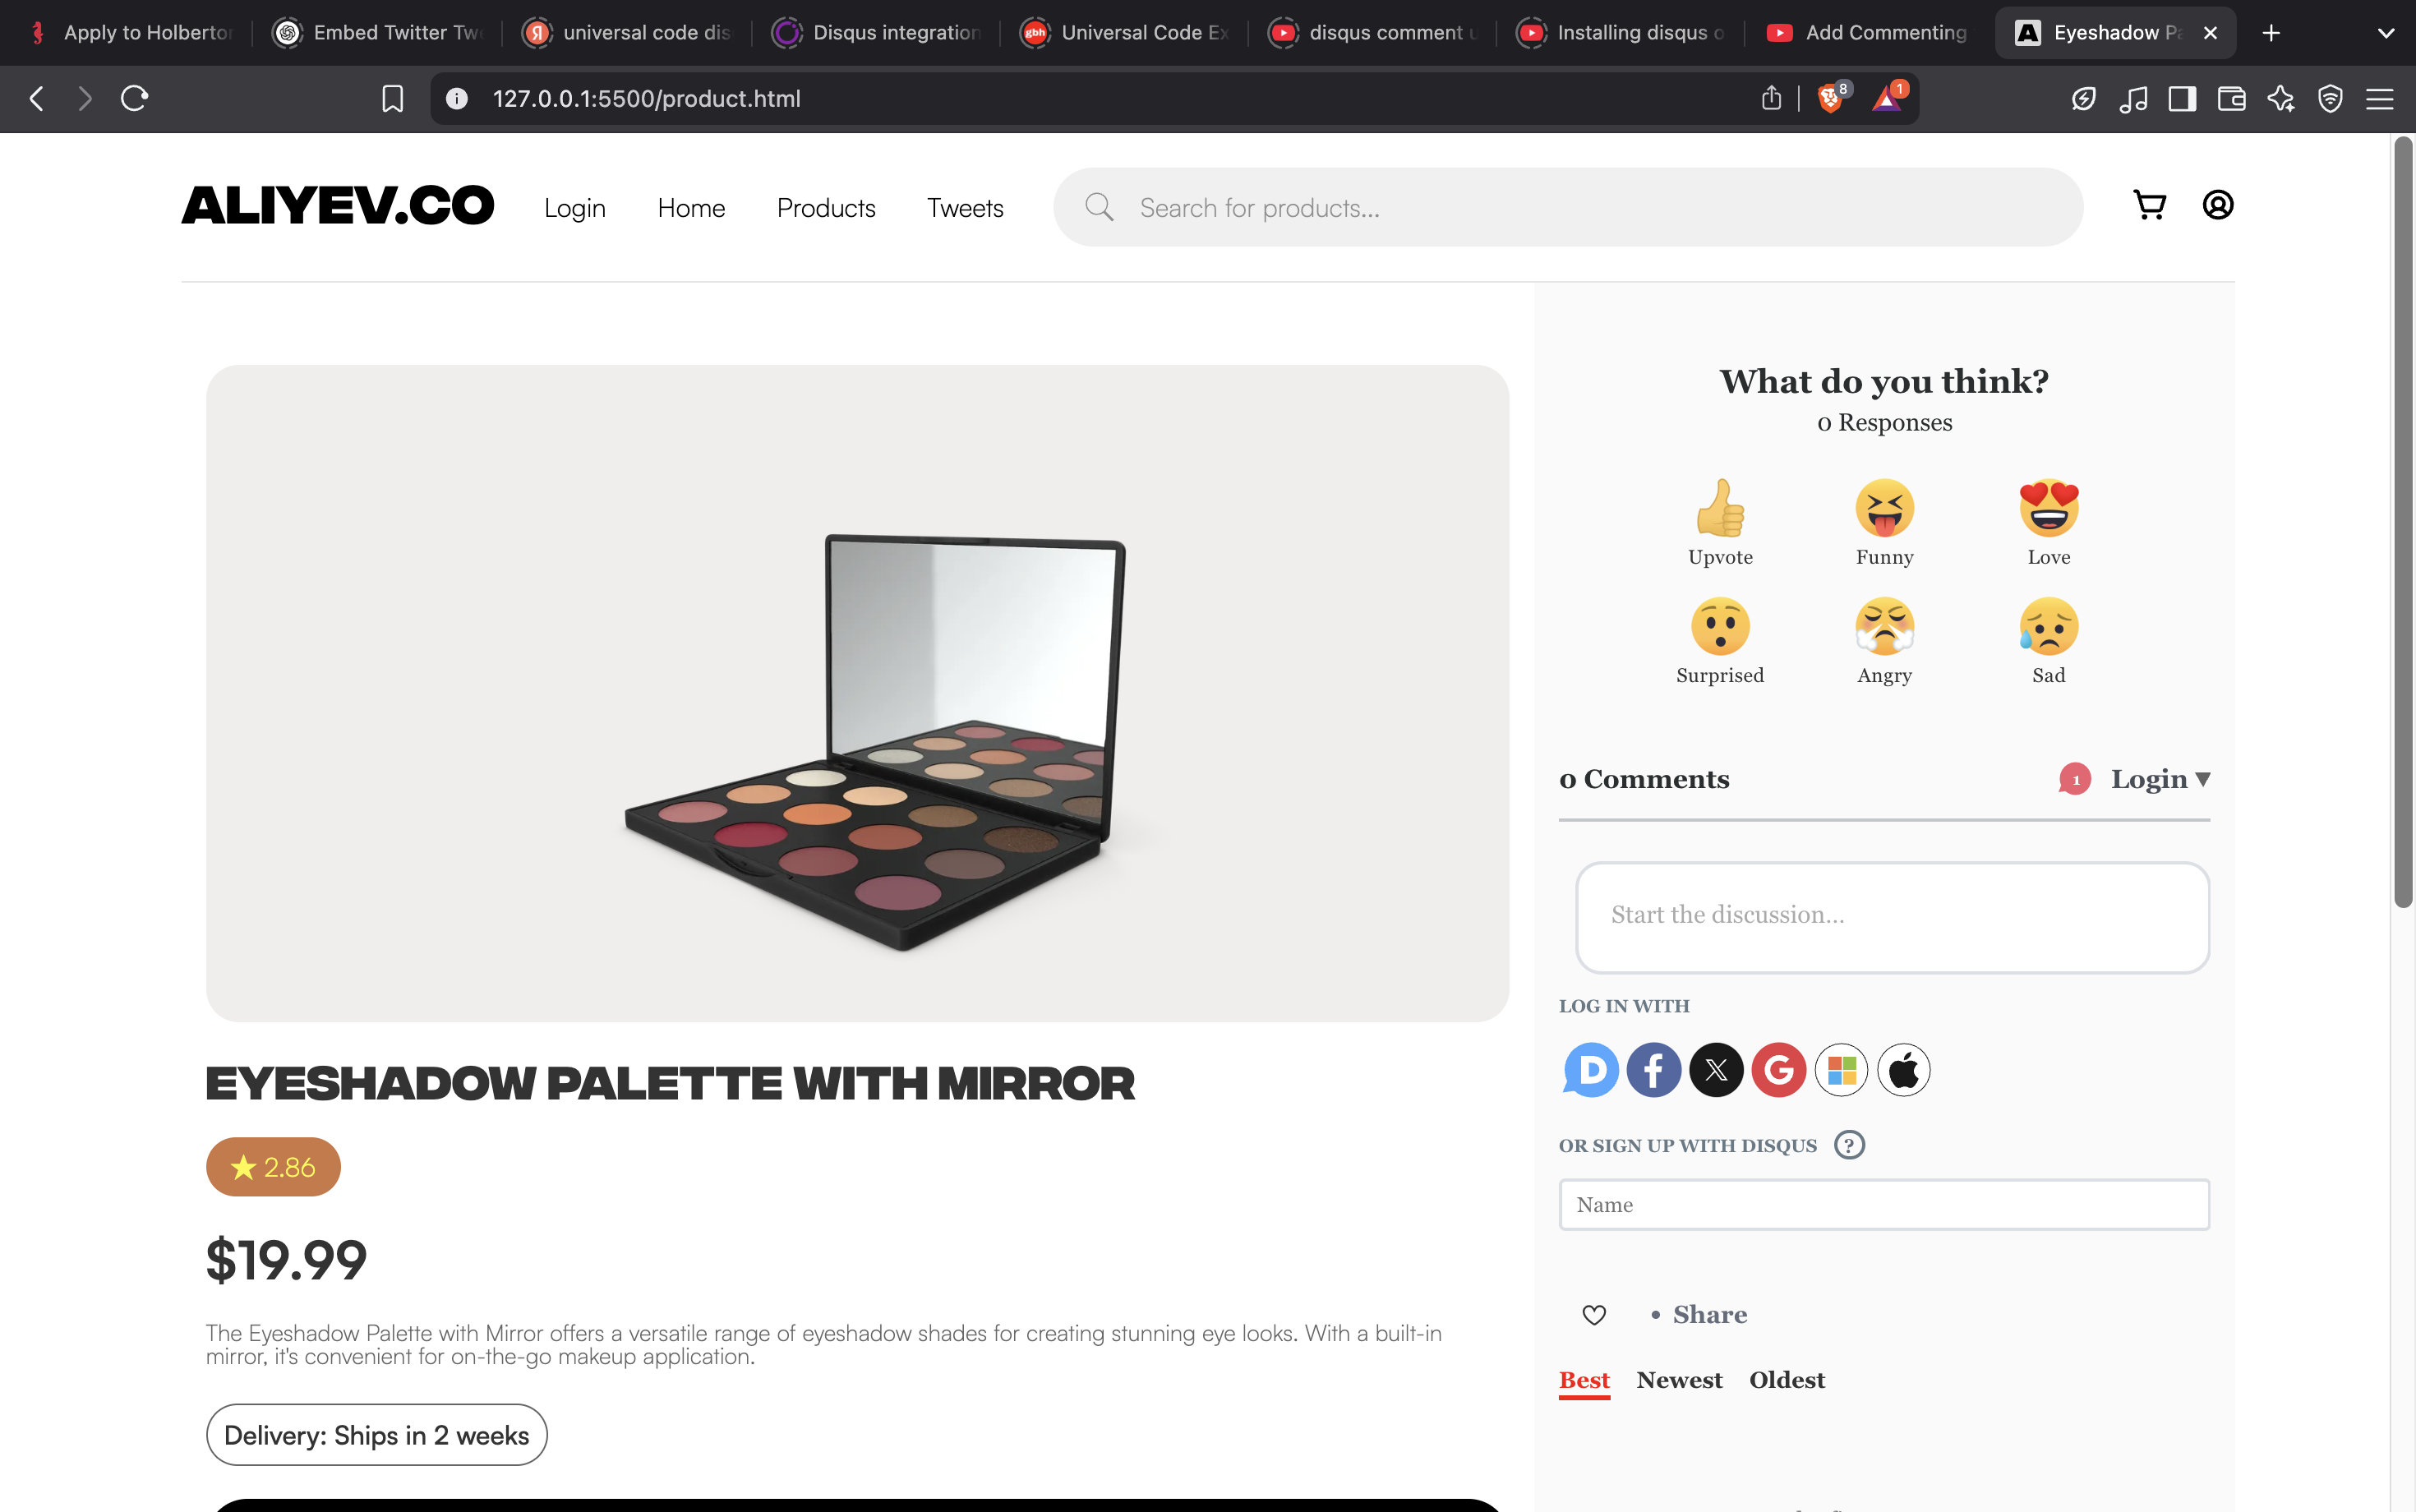 Apply to Holberton
Embed Twitter Tw
universal code dis
Disqus integration
Universal Code Ex
disqus comment u
Installing disqus o
Add Commenting
Eyeshadow Pa
127.0.0.1:5500/product.html
8
1
ALIYEV.CO
Login
Home
Products
Tweets
Search for products...
What do you think?
0 Responses
Upvote
Funny
Love
Surprised
Angry
Sad
0 Comments
1
Login
Start the discussion...
LOG IN WITH
OR SIGN UP WITH DISQUS
?
Name
• Share
Best
Newest
Oldest
EYESHADOW PALETTE WITH MIRROR
★ 2.86
$19.99
The Eyeshadow Palette with Mirror offers a versatile range of eyeshadow shades for creating stunning eye looks. With a built-in
mirror, it's convenient for on-the-go makeup application.
Delivery: Ships in 2 weeks